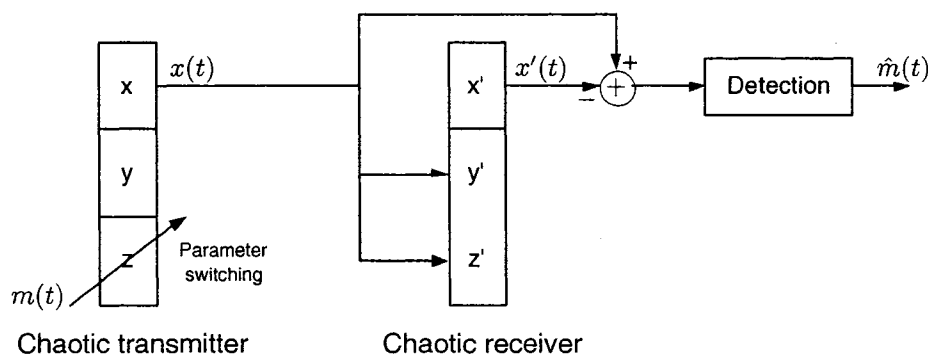 x
y
z
x(t)
Parameter
switching
m(t)
Chaotic transmitter
x'
y'
z'
x'(t)
+
−
+
Detection
m̂(t)
Chaotic receiver